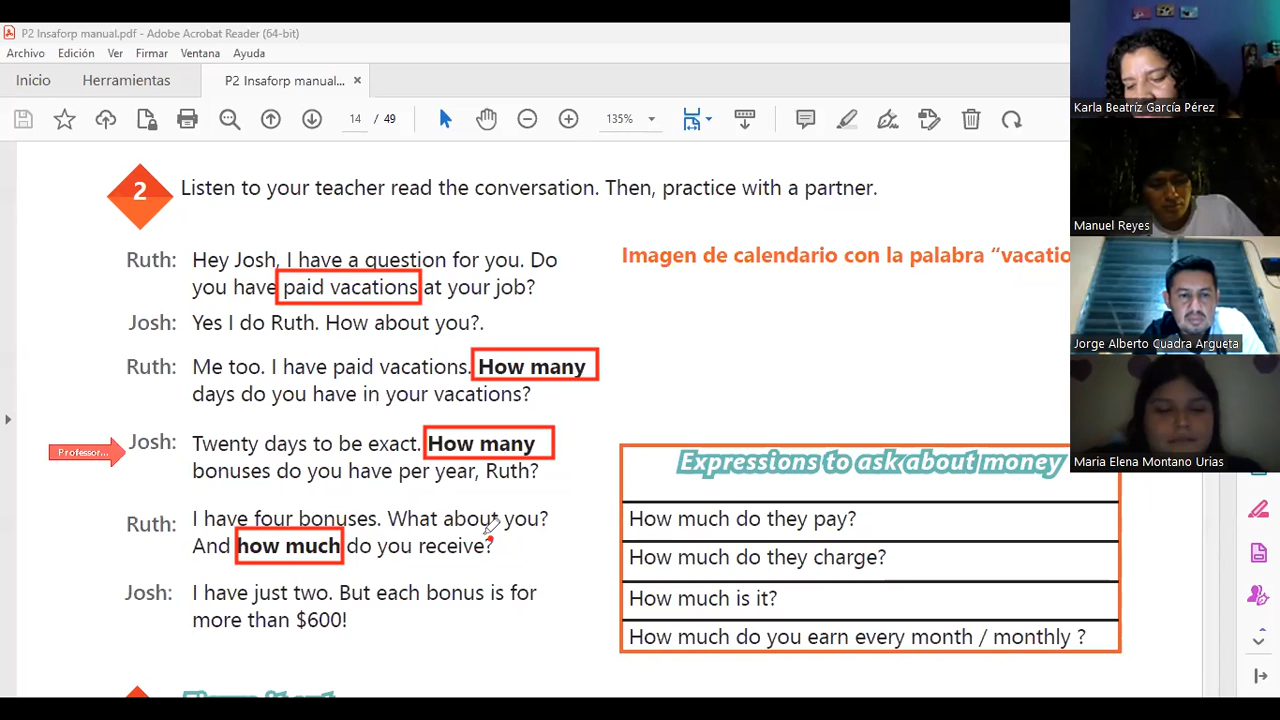 P2 Insaforp manual.pdf - Adobe Acrobat Reader (64-bit)
Archivo Edición Ver Firmar Ventana Ayuda
Inicio Herramientas P2 Insaforp manual... ×
14 / 49 135%
2 Listen to your teacher read the conversation. Then, practice with a partner.
Ruth: Hey Josh, I have a question for you. Do
you have paid vacations at your job?
Josh: Yes I do Ruth. How about you?.
Ruth: Me too. I have paid vacations. How many
days do you have in your vacations?
Professor...
Josh: Twenty days to be exact. How many
bonuses do you have per year, Ruth?
Ruth: I have four bonuses. What about you?
And how much do you receive?
Josh: I have just two. But each bonus is for
more than $600!
Imagen de calendario con la palabra “vacatio
Expressions to ask about money
How much do they pay?
How much do they charge?
How much is it?
How much do you earn every month / monthly ?
Karla Beatríz García Pérez
Manuel Reyes
Jorge Alberto Cuadra Argueta
Maria Elena Montano Urias